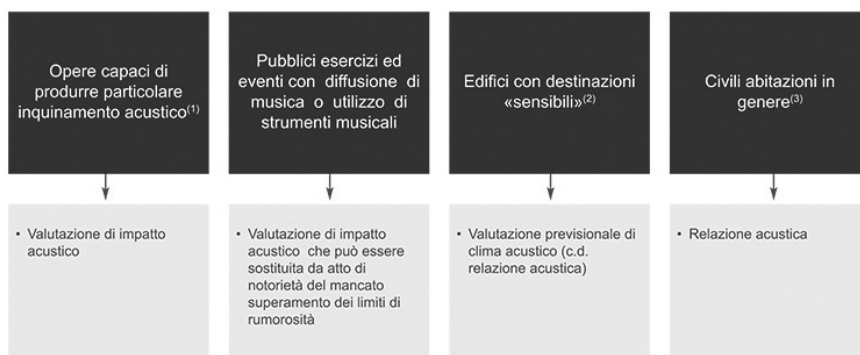 Opere capaci di
produrre particolare
inquinamento acustico(1)
Pubblici esercizi ed
eventi con diffusione di
musica o utilizzo di
strumenti musicali
Edifici con destinazioni
«sensibili»(2)
Civili abitazioni in
genere(3)
• Valutazione di impatto
acustico
• Valutazione di impatto
acustico che può essere
sostituita da atto di
notorietà del mancato
superamento dei limiti di
rumorosità
• Valutazione previsionale di
clima acustico (c.d.
relazione acustica)
• Relazione acustica